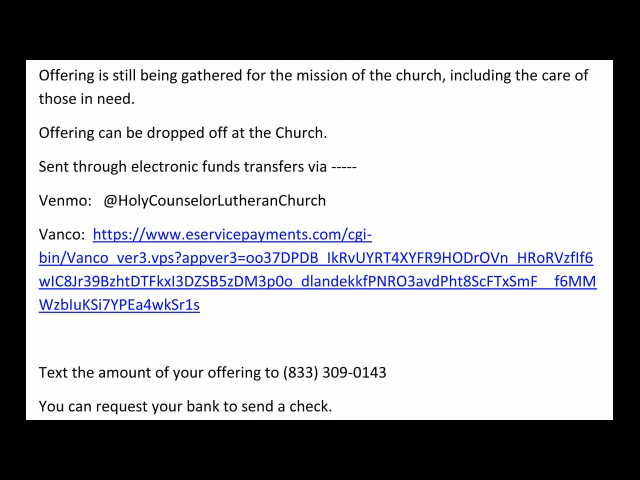 Offering is still being gathered for the mission of the church, including the care of
those in need.
Offering can be dropped off at the Church.
Sent through electronic funds transfers via -----
Venmo:   @HolyCounselorLutheranChurch
Vanco:  https://www.eservicepayments.com/cgi-
bin/Vanco_ver3.vps?appver3=oo37DPDB_IkRvUYRT4XYFR9HODrOVn_HRoRVzfIf6
wIC8Jr39BzhtDTFkxI3DZSB5zDM3p0o_dlandekkfPNRO3avdPht8ScFTxSmF__f6MM
WzbIuKSi7YPEa4wkSr1s
Text the amount of your offering to (833) 309-0143
You can request your bank to send a check.